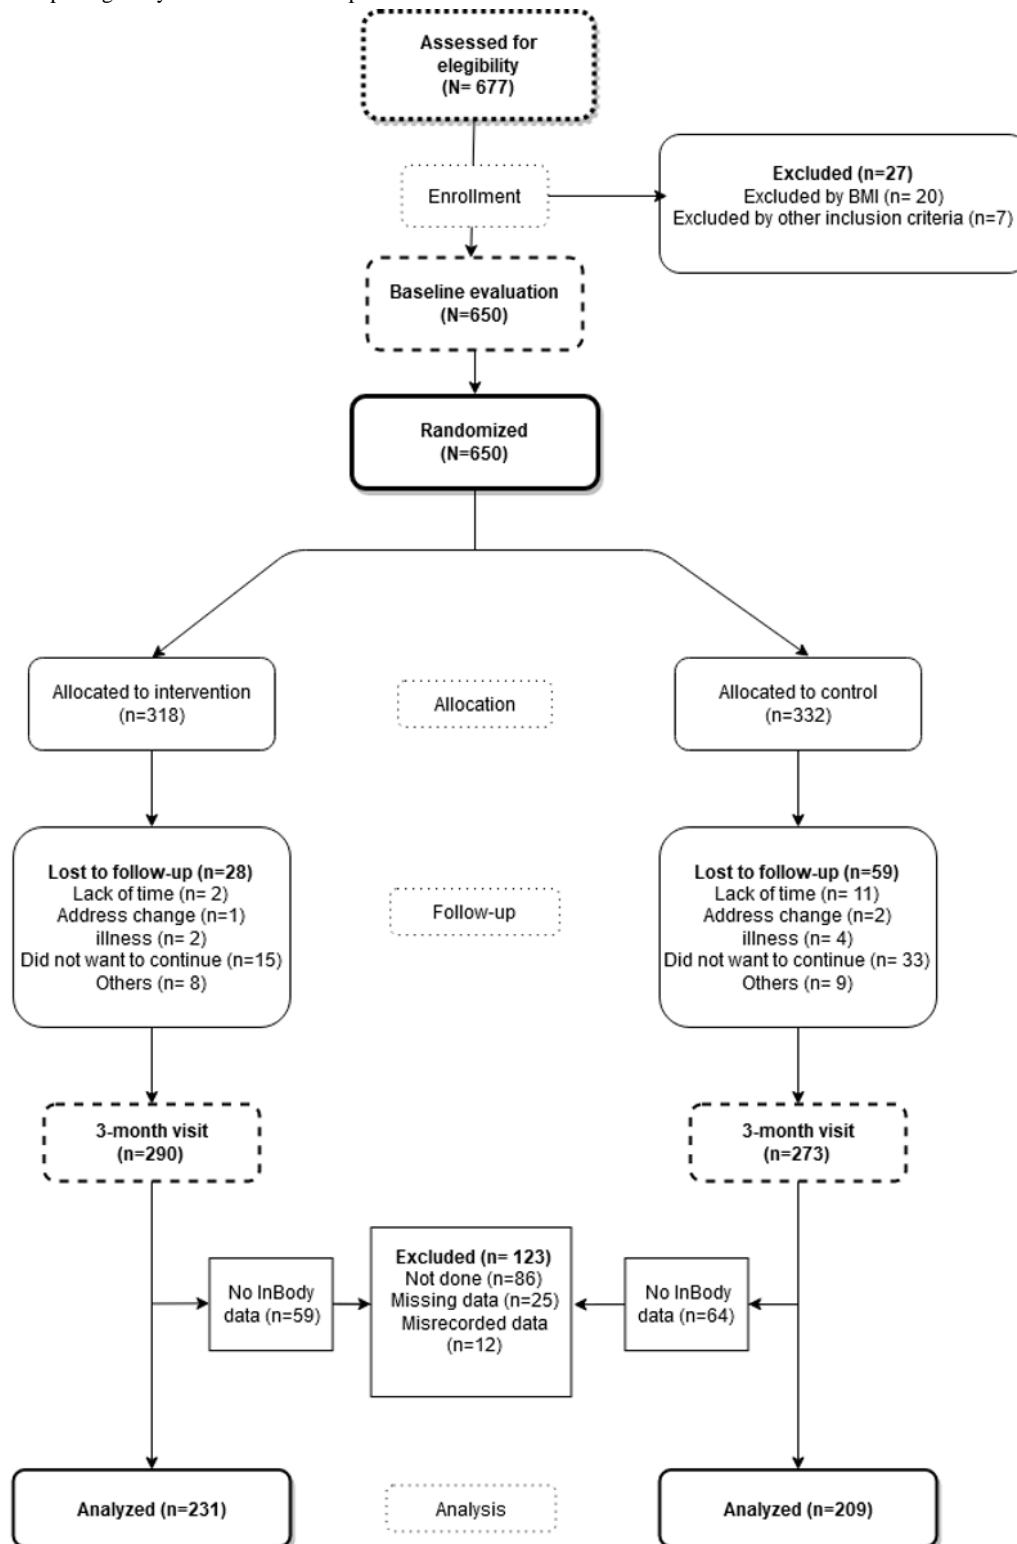 Assessed for
elegibility
(N= 677)
Enrollment
Excluded (n=27)
Excluded by BMI (n= 20)
Excluded by other inclusion criteria (n=7)
Baseline evaluation
(N=650)
Randomized
(N=650)
Allocated to intervention
(n=318)
Allocation
Allocated to control
(n=332)
Lost to follow-up (n=28)
Lack of time (n= 2)
Address change (n=1)
illness (n= 2)
Did not want to continue (n=15)
Others (n= 8)
Follow-up
Lost to follow-up (n=59)
Lack of time (n= 11)
Address change (n=2)
illness (n= 4)
Did not want to continue (n= 33)
Others (n= 9)
3-month visit
(n=290)
3-month visit
(n=273)
No InBody
data (n=59)
Excluded (n= 123)
Not done (n=86)
Missing data (n=25)
Misrecorded data
(n=12)
No InBody
data (n=64)
Analyzed (n=231)
Analysis
Analyzed (n=209)